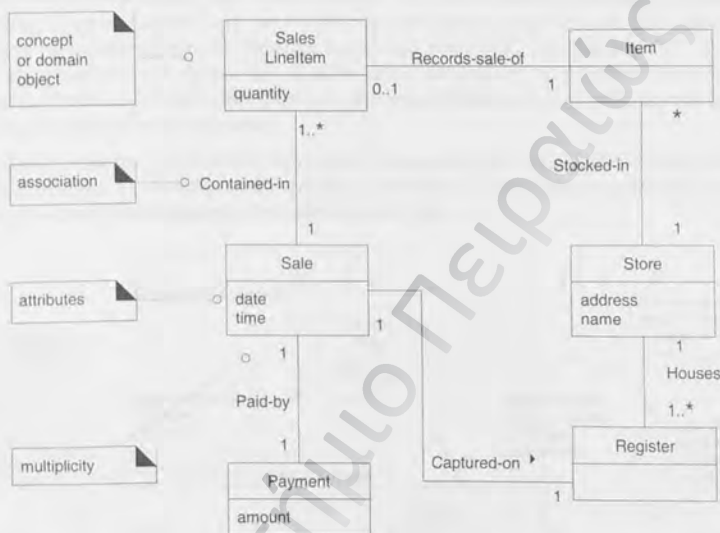 concept
or domain
object
Sales
LineItem
quantity
Records-sale-of
0..1
1
Item
1..*
*
association
Contained-in
Stocked-in
1
1
attributes
Sale
date
time
1
1
Store
address
name
1
Houses
1..*
Paid-by
1
multiplicity
Payment
amount
Captured-on
1
Register
Πειραιώς